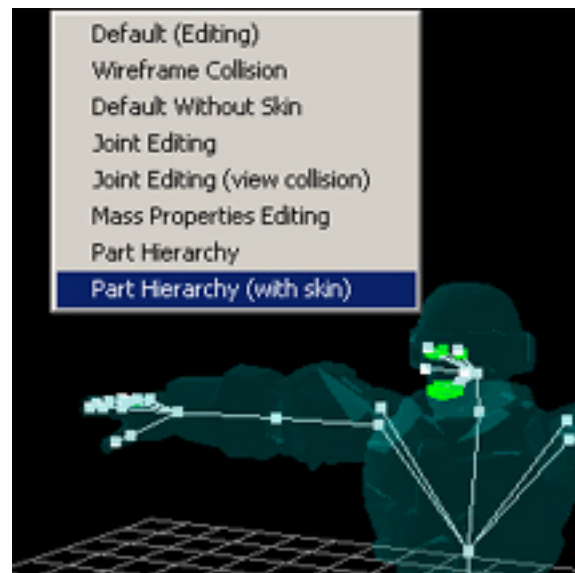 Default (Editing)
Wireframe Collision
Default Without Skin
Joint Editing
Joint Editing (view collision)
Mass Properties Editing
Part Hierarchy
Part Hierarchy (with skin)